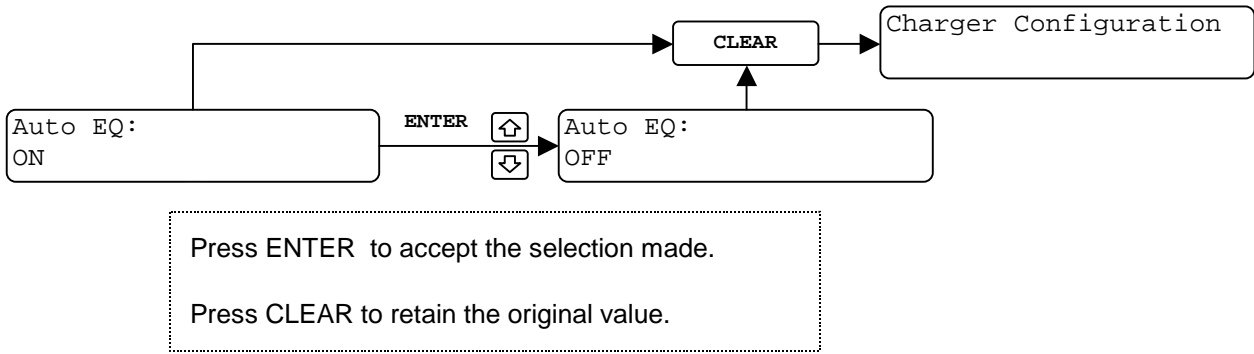 Charger Configuration
CLEAR
Auto EQ:
ON
ENTER
Auto EQ:
OFF
Press ENTER  to accept the selection made.
Press CLEAR to retain the original value.